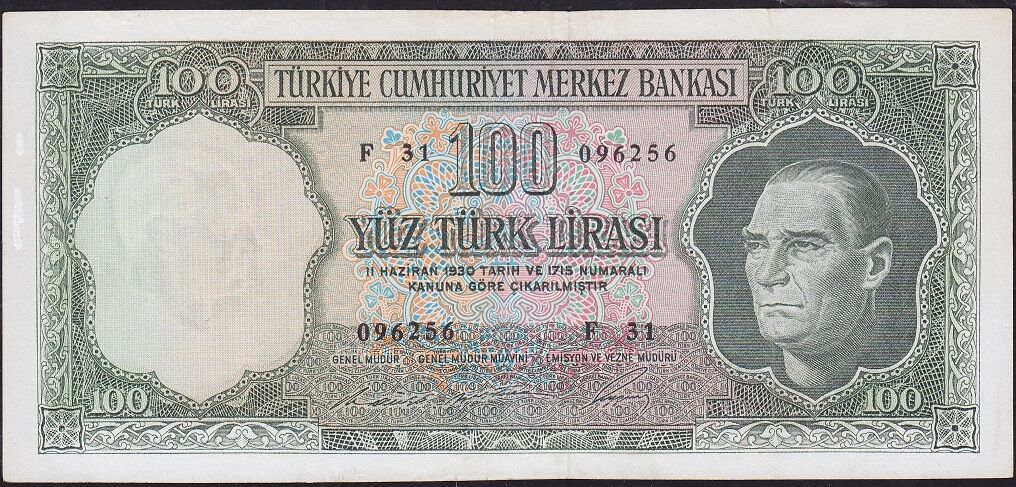 100 TÜRK LİRASI
TÜRKİYE CUMHURİYET MERKEZ BANKASI
100 TÜRK LİRASI
F 31 100 096256
YÜZ TÜRK LİRASI
11 HAZİRAN 1930 TARİH VE 1715 NUMARALI
KANUNA GÖRE ÇIKARILMIŞTIR
096256 F 31
GENEL MÜDÜR GENEL MÜDÜR MUAVİNİ EMİSYON VE VEZNE MÜDÜRÜ
100 100